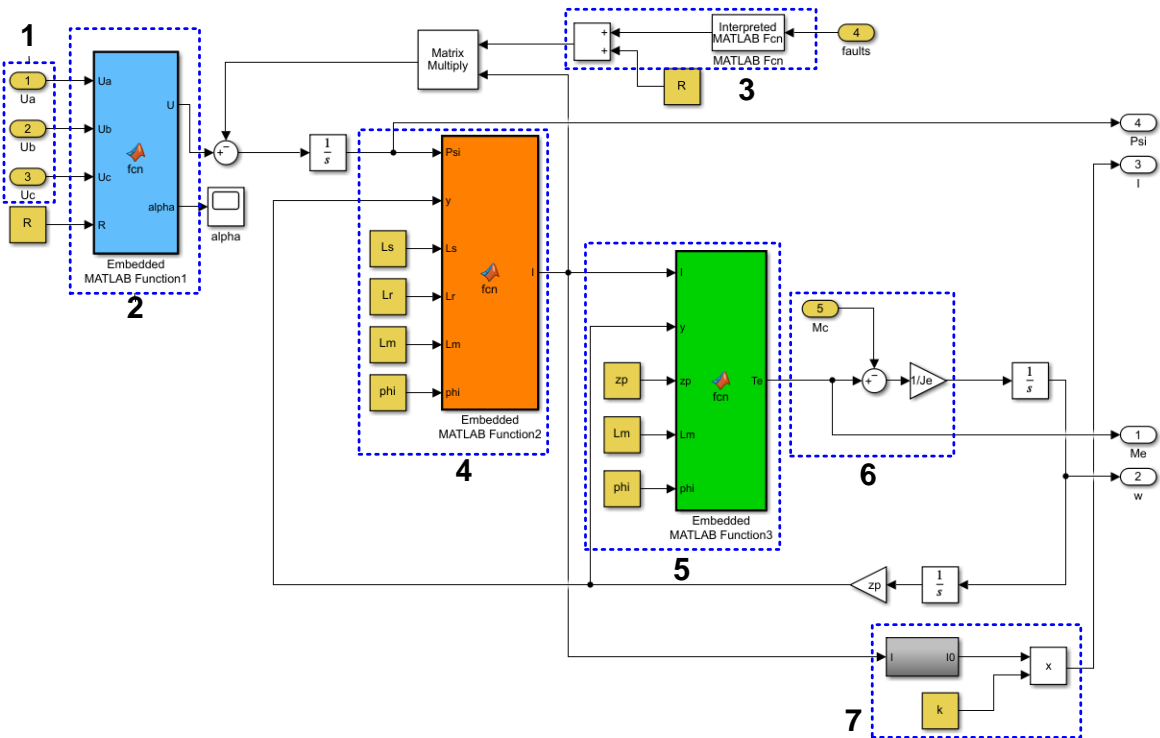 1
1
Ua
2
Ub
3
Uc
R
Ua
Ub
Uc
R
U
alpha
fcn
Embedded
MATLAB Function1
2
alpha
+
−
1
s
Matrix
Multiply
+
+
Interpreted
MATLAB Fcn
MATLAB Fcn
4
faults
R
3
Psi
y
Ls
Lr
Lm
phi
Ls
Lr
Lm
phi
fcn
I
Embedded
MATLAB Function2
4
I
y
zp
Lm
phi
zp
Lm
phi
fcn
Te
Embedded
MATLAB Function3
5
5
Mc
+
−
1/Je
6
1
s
4
Psi
3
I
1
Me
2
w
zp
1
s
I
I0
x
k
7